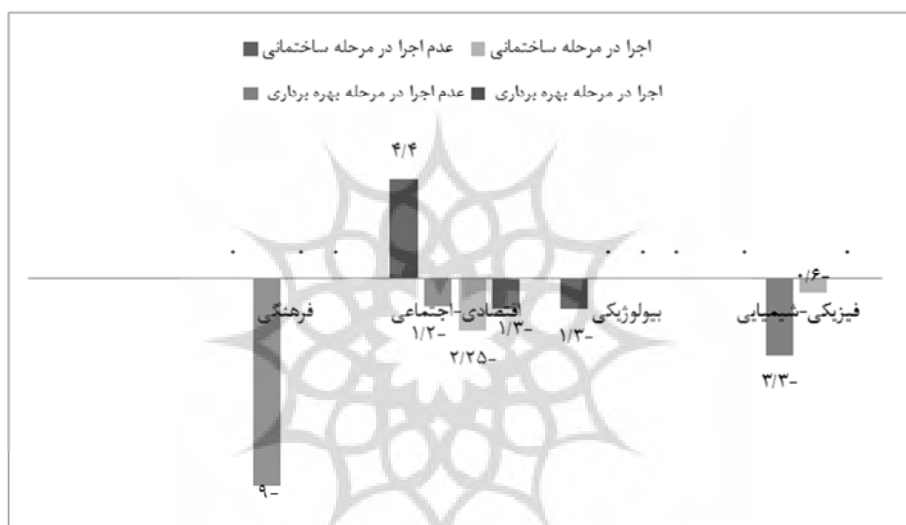 عدم اجرا در مرحله ساختمانی اجرا در مرحله ساختمانی
عدم اجرا در مرحله بهره برداری اجرا در مرحله بهره برداری
۴/۴
۰ ۰ ۰ ۰ ۰ ۰ ۰ ۰
-۰/۶
فیزیکی-شیمیایی بیولوژیکی اقتصادی-اجتماعی فرهنگی
-۱/۳ -۱/۳ -۱/۲
-۲/۲۵
-۳/۳
-۹